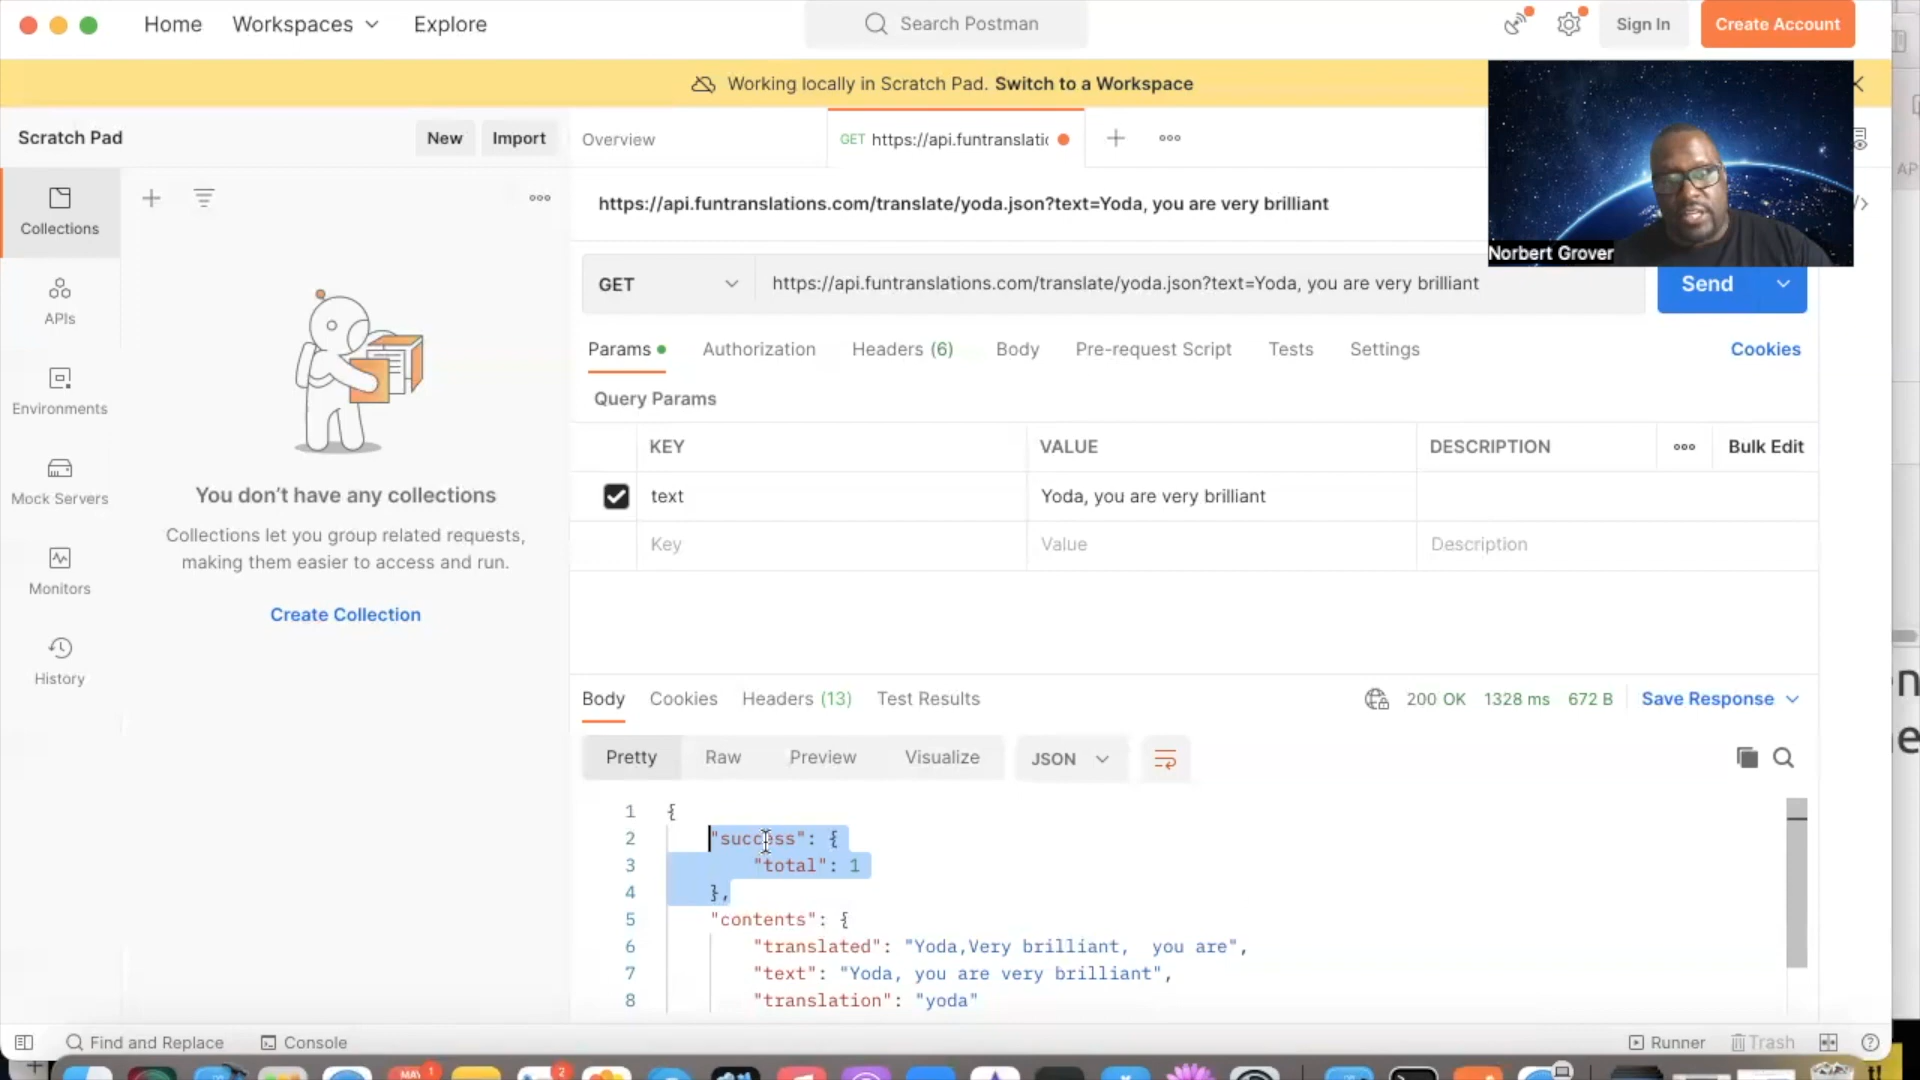 Home
Workspaces
Explore
Search Postman
Sign In
Create Account
Working locally in Scratch Pad. Switch to a Workspace
Scratch Pad
New
Import
Overview
GET https://api.funtranslatic
Collections
APIs
Environments
Mock Servers
Monitors
History
You don't have any collections
Collections let you group related requests,
making them easier to access and run.
Create Collection
https://api.funtranslations.com/translate/yoda.json?text=Yoda, you are very brilliant
Norbert Grover
GET
https://api.funtranslations.com/translate/yoda.json?text=Yoda, you are very brilliant
Send
Params
Authorization
Headers (6)
Body
Pre-request Script
Tests
Settings
Cookies
Query Params
KEY
VALUE
DESCRIPTION
Bulk Edit
text
Yoda, you are very brilliant
Key
Value
Description
Body
Cookies
Headers (13)
Test Results
200 OK
1328 ms
672 B
Save Response
Pretty
Raw
Preview
Visualize
JSON
1 {
2 "success": {
3 "total": 1
4 },
5 "contents": {
6 "translated": "Yoda,Very brilliant,  you are",
7 "text": "Yoda, you are very brilliant",
8 "translation": "yoda"
Find and Replace
Console
Runner
Trash
MAY
1
2